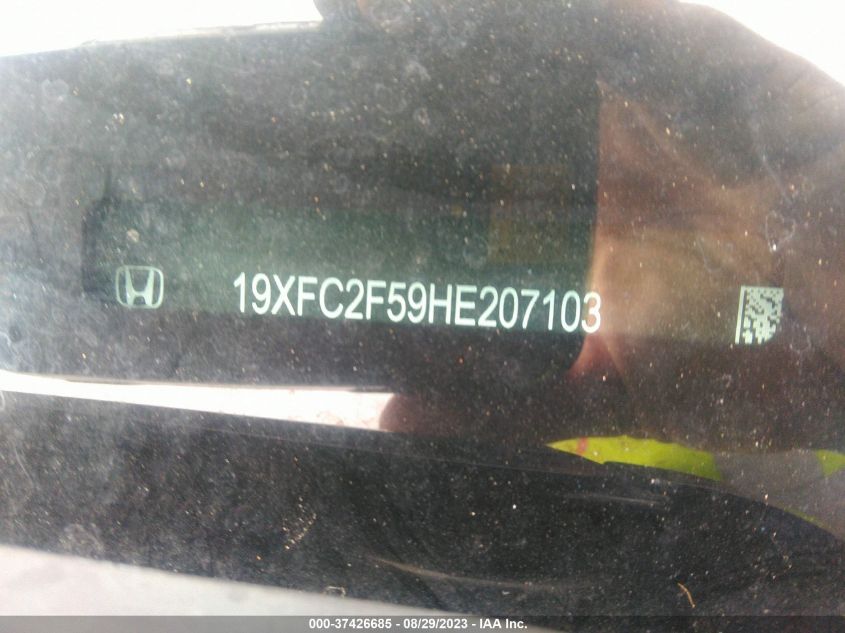 19XFC2F59HE207103
000-37426685 - 08/29/2023 - IAA Inc.